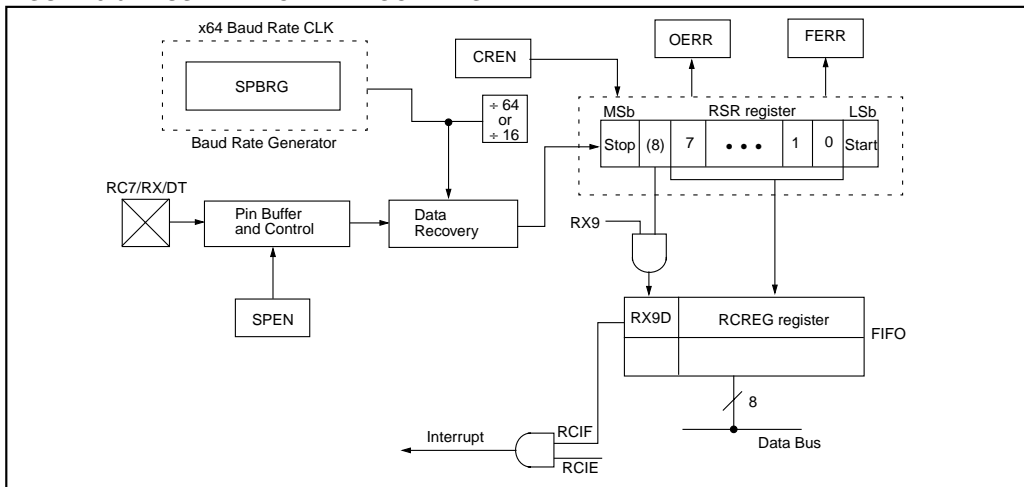 x64 Baud Rate CLK
SPBRG
Baud Rate Generator
CREN
OERR
FERR
÷ 64
or
÷ 16
MSb
RSR register
LSb
Stop
(8)
7
• • •
1
0
Start
RC7/RX/DT
Pin Buffer
and Control
Data
Recovery
SPEN
RX9
RX9D
RCREG register
FIFO
8
Data Bus
Interrupt
RCIF
RCIE